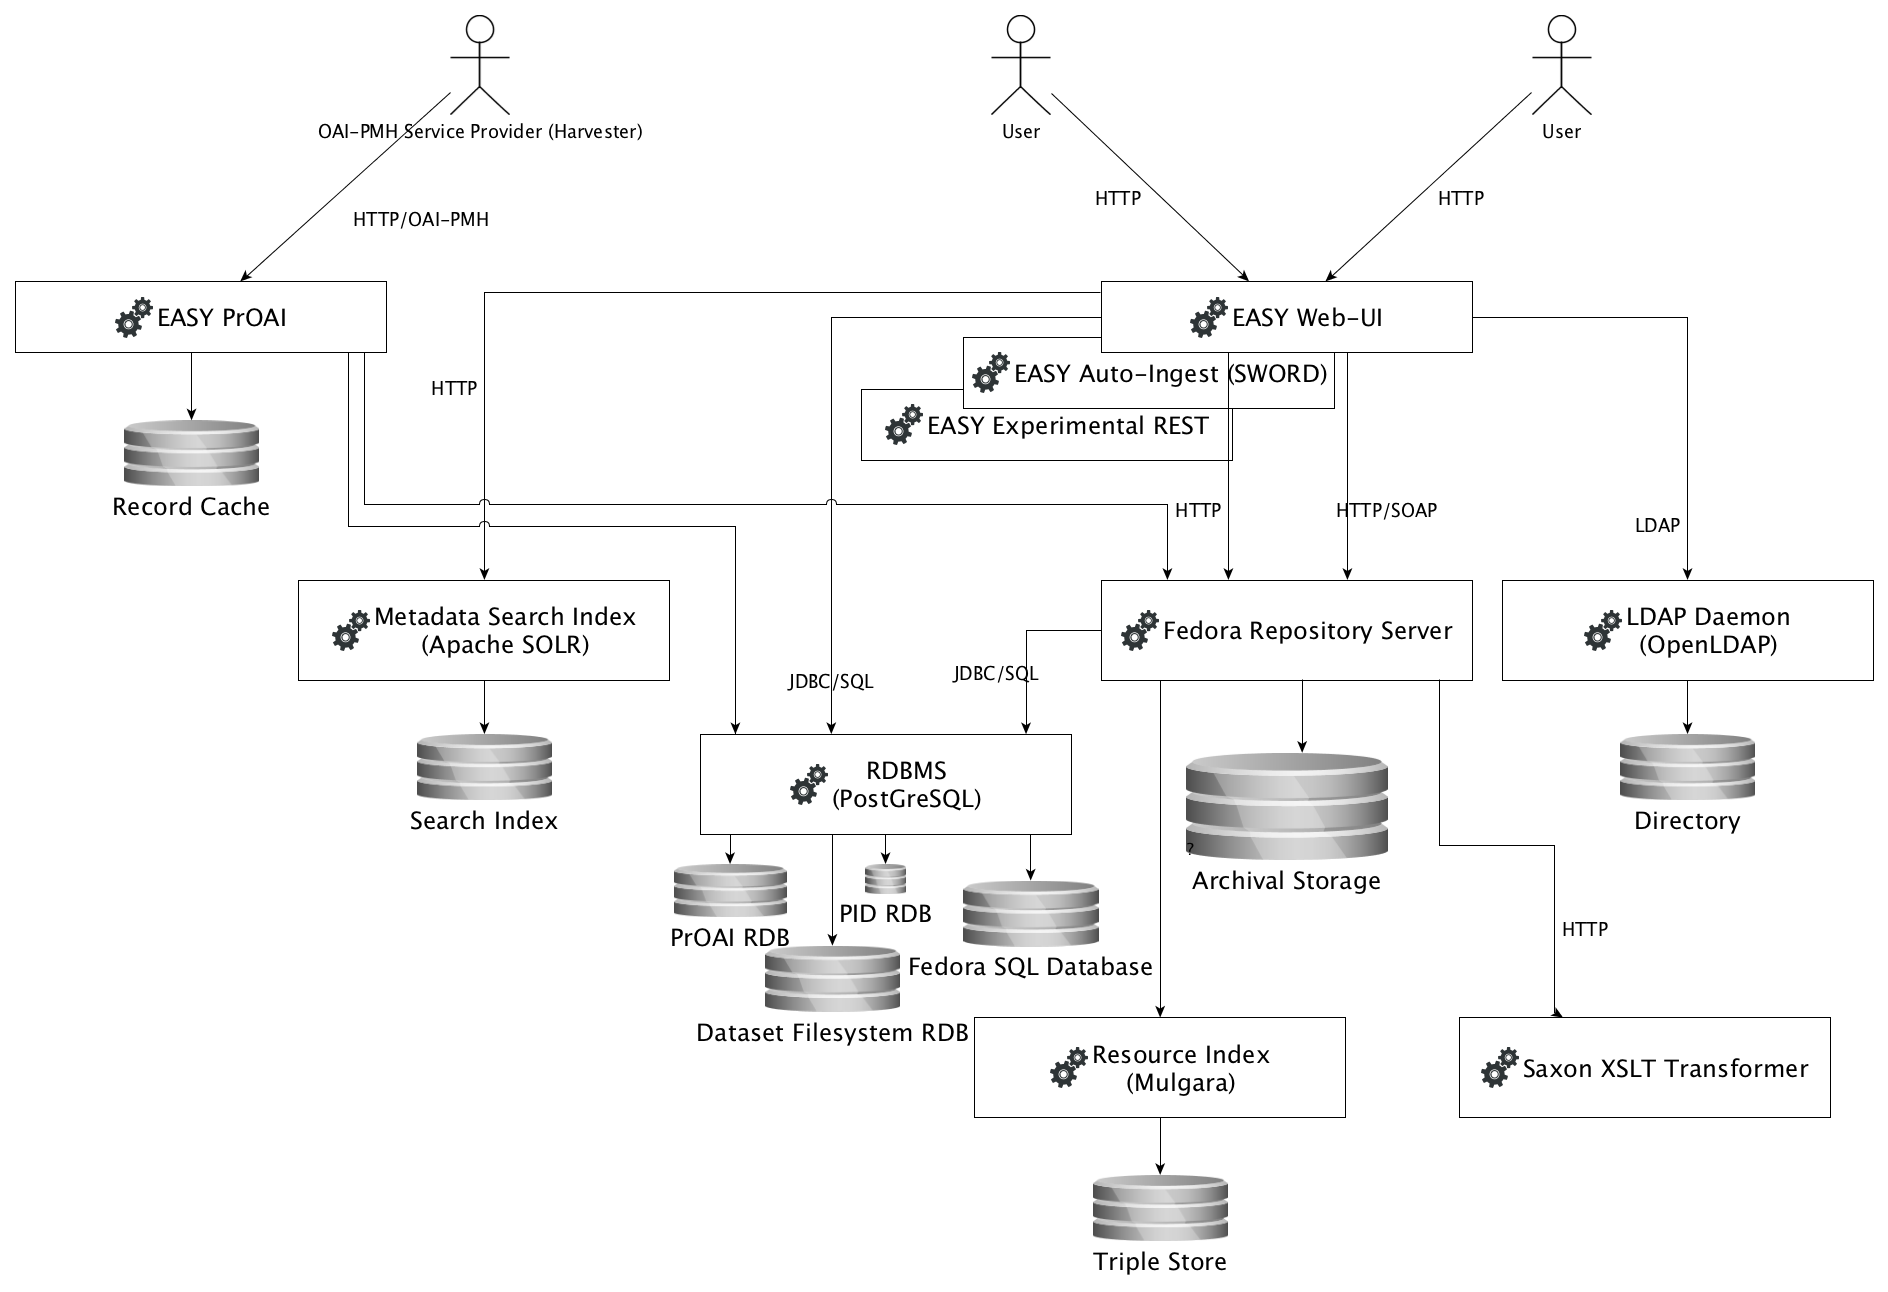 OAI-PMH Service Provider (Harvester)
User
User
HTTP
HTTP
HTTP/OAI-PMH
EASY PrOAI
EASY Web-UI
EASY Auto-Ingest (SWORD)
HTTP
EASY Experimental REST
Record Cache
HTTP
HTTP/SOAP
LDAP
Metadata Search Index
(Apache SOLR)
Fedora Repository Server
LDAP Daemon
(OpenLDAP)
JDBC/SQL
JDBC/SQL
RDBMS
(PostGreSQL)
Search Index
Directory
?
Archival Storage
PID RDB
PrOAI RDB
HTTP
Fedora SQL Database
Dataset Filesystem RDB
Resource Index
(Mulgara)
Saxon XSLT Transformer
Triple Store